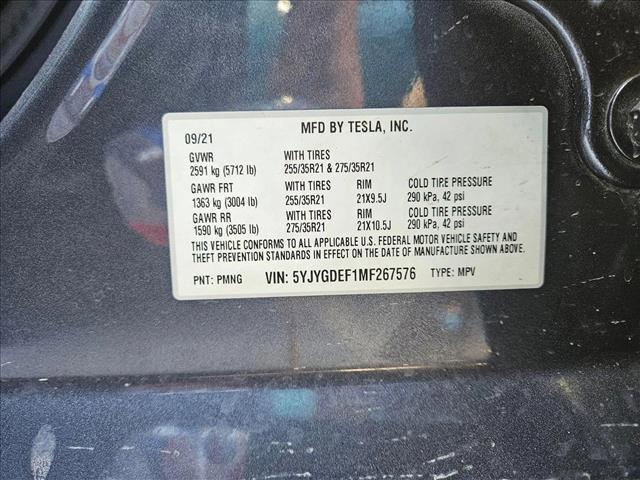 09/21 MFD BY TESLA, INC.
GVWR WITH TIRES
2591 kg (5712 lb) 255/35R21 & 275/35R21
GAWR FRT WITH TIRES RIM COLD TIRE PRESSURE
1363 kg (3004 lb) 255/35R21 21X9.5J 290 kPa, 42 psi
GAWR RR WITH TIRES RIM COLD TIRE PRESSURE
1590 kg (3505 lb) 275/35R21 21X10.5J 290 kPa, 42 psi
THIS VEHICLE CONFORMS TO ALL APPLICABLE U.S. FEDERAL MOTOR VEHICLE SAFETY AND
THEFT PREVENTION STANDARDS IN EFFECT ON THE DATE OF MANUFACTURE SHOWN ABOVE.
PNT: PMNG VIN: 5YJYGDEF1MF267576 TYPE: MPV